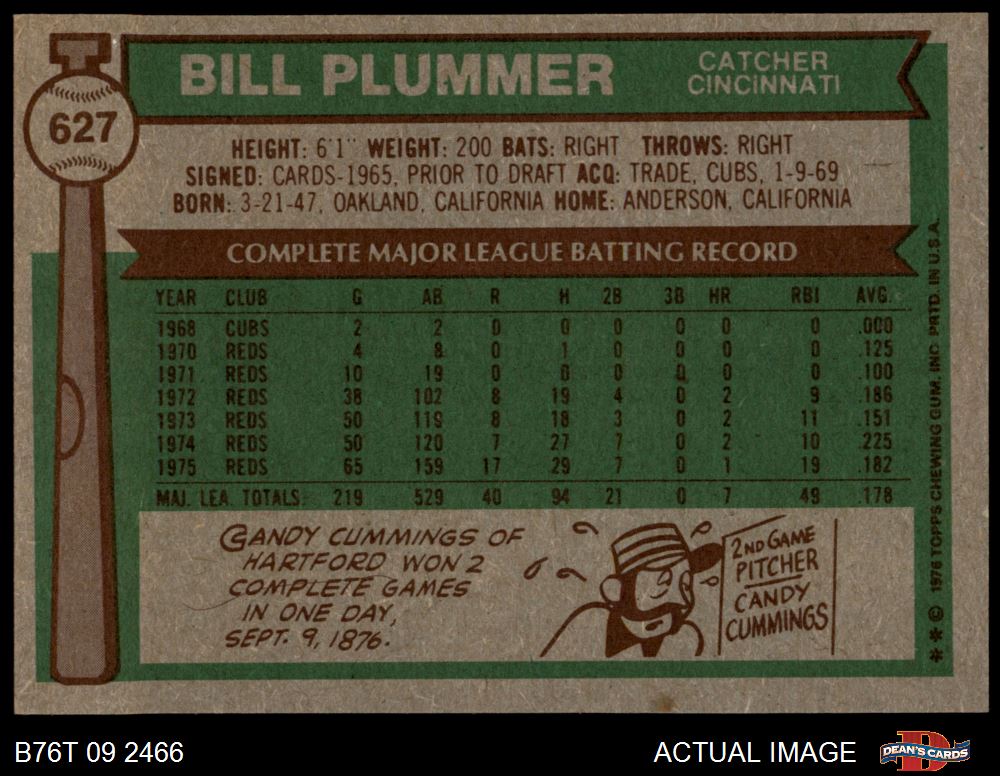 627
BILL PLUMMER
CATCHER
CINCINNATI
HEIGHT: 6'1" WEIGHT: 200 BATS: RIGHT THROWS: RIGHT
SIGNED: CARDS-1965, PRIOR TO DRAFT ACQ: TRADE, CUBS, 1-9-69
BORN: 3-21-47, OAKLAND, CALIFORNIA HOME: ANDERSON, CALIFORNIA
COMPLETE MAJOR LEAGUE BATTING RECORD
YEAR CLUB G AB R H 2B 3B HR RBI AVG.
1968 CUBS 2 2 0 0 0 0 0 0 .000
1970 REDS 4 8 0 1 0 0 0 0 .125
1971 REDS 10 19 0 0 0 0 0 0 .100
1972 REDS 38 102 8 19 4 0 2 9 .186
1973 REDS 50 119 8 18 3 0 2 11 .151
1974 REDS 50 120 7 27 7 0 2 10 .225
1975 REDS 65 159 17 29 7 0 1 19 .182
MAJ. LEA. TOTALS: 219 529 40 94 21 0 7 49 .178
CANDY CUMMINGS OF
HARTFORD WON 2
COMPLETE GAMES
IN ONE DAY,
SEPT. 9, 1876.
2ND GAME
PITCHER
CANDY
CUMMINGS
** © 1976 TOPPS CHEWING GUM, INC. PRTD. IN U.S.A.
B76T 09 2466
ACTUAL IMAGE
DEAN'S CARDS